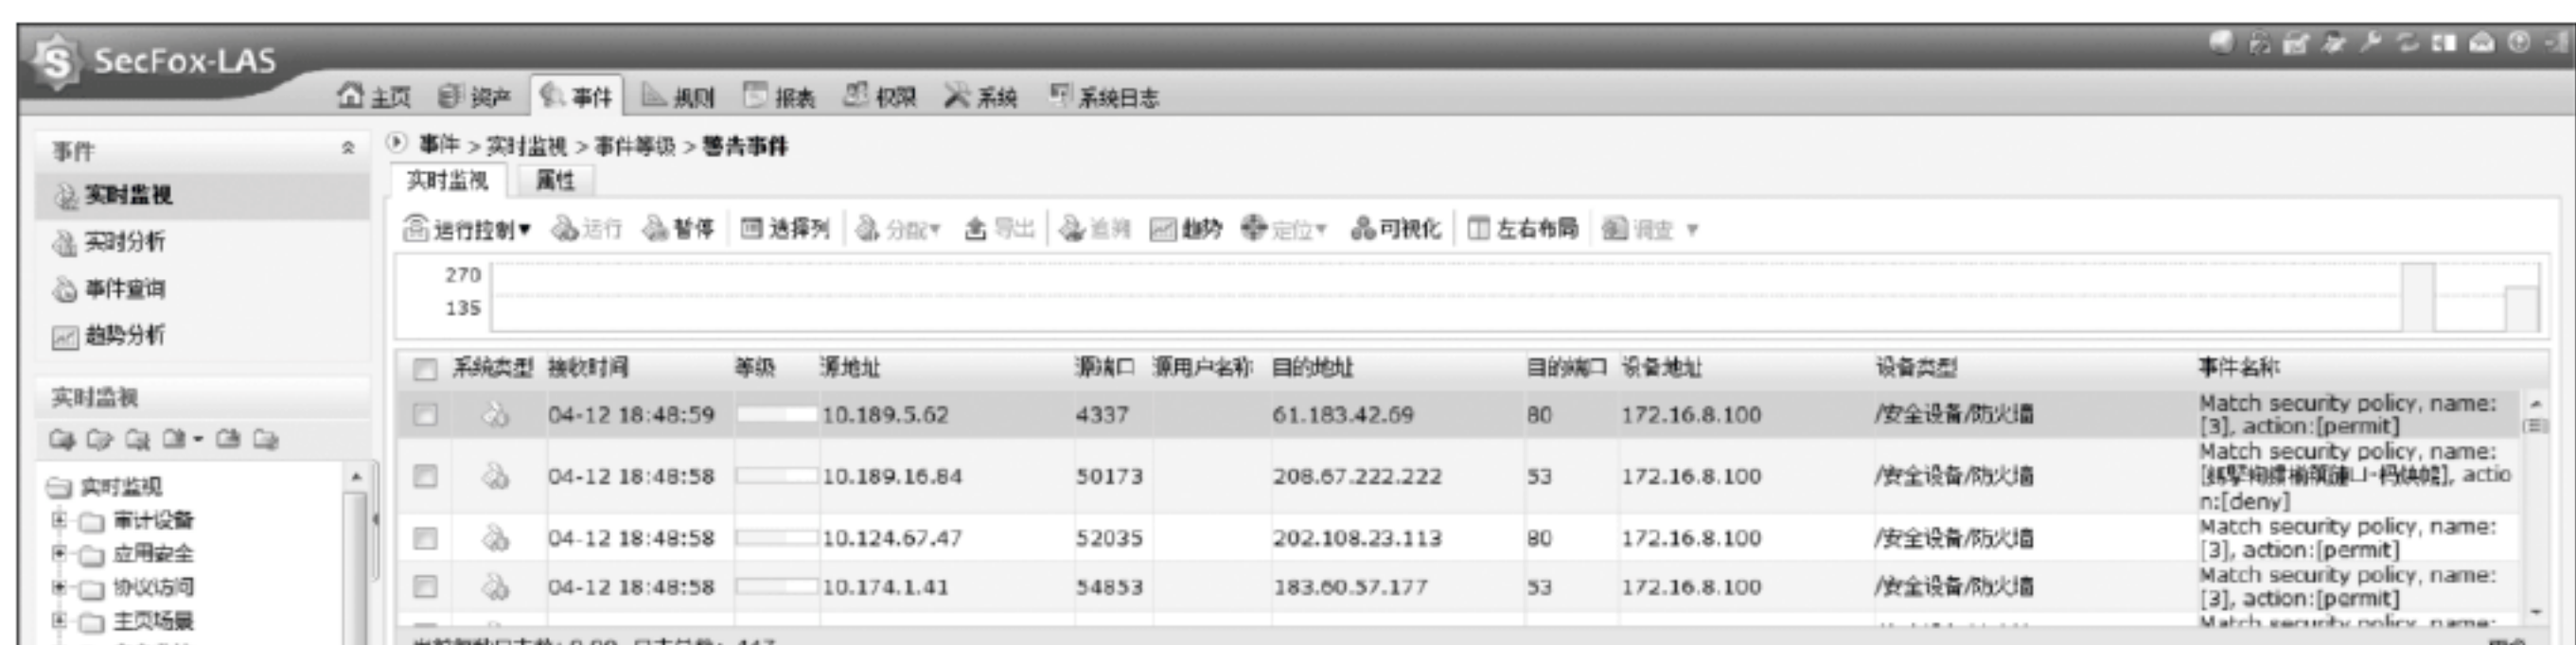 SecFox-LAS
主页 资产 事件 规则 报表 权限 系统 系统日志
事件
实时监视
实时分析
事件查询
趋势分析
实时监视
实时监视
审计设备
应用安全
协议访问
主页场景
事件 > 实时监视 > 事件等级 > 警告事件
实时监视 属性
运行控制▼ 运行 暂停 选择列 分配▼ 导出 追溯 趋势 定位▼ 可视化 左右布局 调查 ▼
270
135
系统类型 接收时间 等级 源地址 源端口 源用户名称 目的地址 目的端口 设备地址 设备类型 事件名称
04-12 18:48:59 10.189.5.62 4337 61.183.42.69 80 172.16.8.100 /安全设备/防火墙 Match security policy, name:
[3], action:[permit]
04-12 18:48:58 10.189.16.84 50173 208.67.222.222 53 172.16.8.100 /安全设备/防火墙 Match security policy, name:
actio
n:[deny]
04-12 18:48:58 10.124.67.47 52035 202.108.23.113 80 172.16.8.100 /安全设备/防火墙 Match security policy, name:
[3], action:[permit]
04-12 18:48:58 10.174.1.41 54853 183.60.57.177 53 172.16.8.100 /安全设备/防火墙 Match security policy, name:
[3], action:[permit]
Match security policy, name: